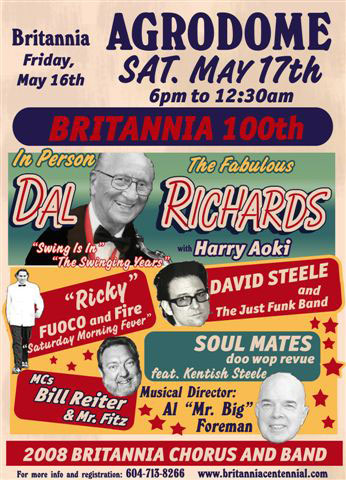 Britannia
Friday,
May 16th
AGRODOME
SAT. MAY 17th
6pm to 12:30am
BRITANNIA 100th
In Person
The Fabulous
DAL RICHARDS
"Swing Is In"
"The Swinging Years"
with Harry Aoki
"Ricky"
FUOCO and Fire
"Saturday Morning Fever"
DAVID STEELE
and
The Just Funk Band
SOUL MATES
doo wop revue
feat. Kentish Steele
MCs
Bill Reiter
& Mr. Fitz
Musical Director:
Al "Mr. Big"
Foreman
2008 BRITANNIA CHORUS AND BAND
For more info and registration: 604-713-8266 www.britanniacentennial.com